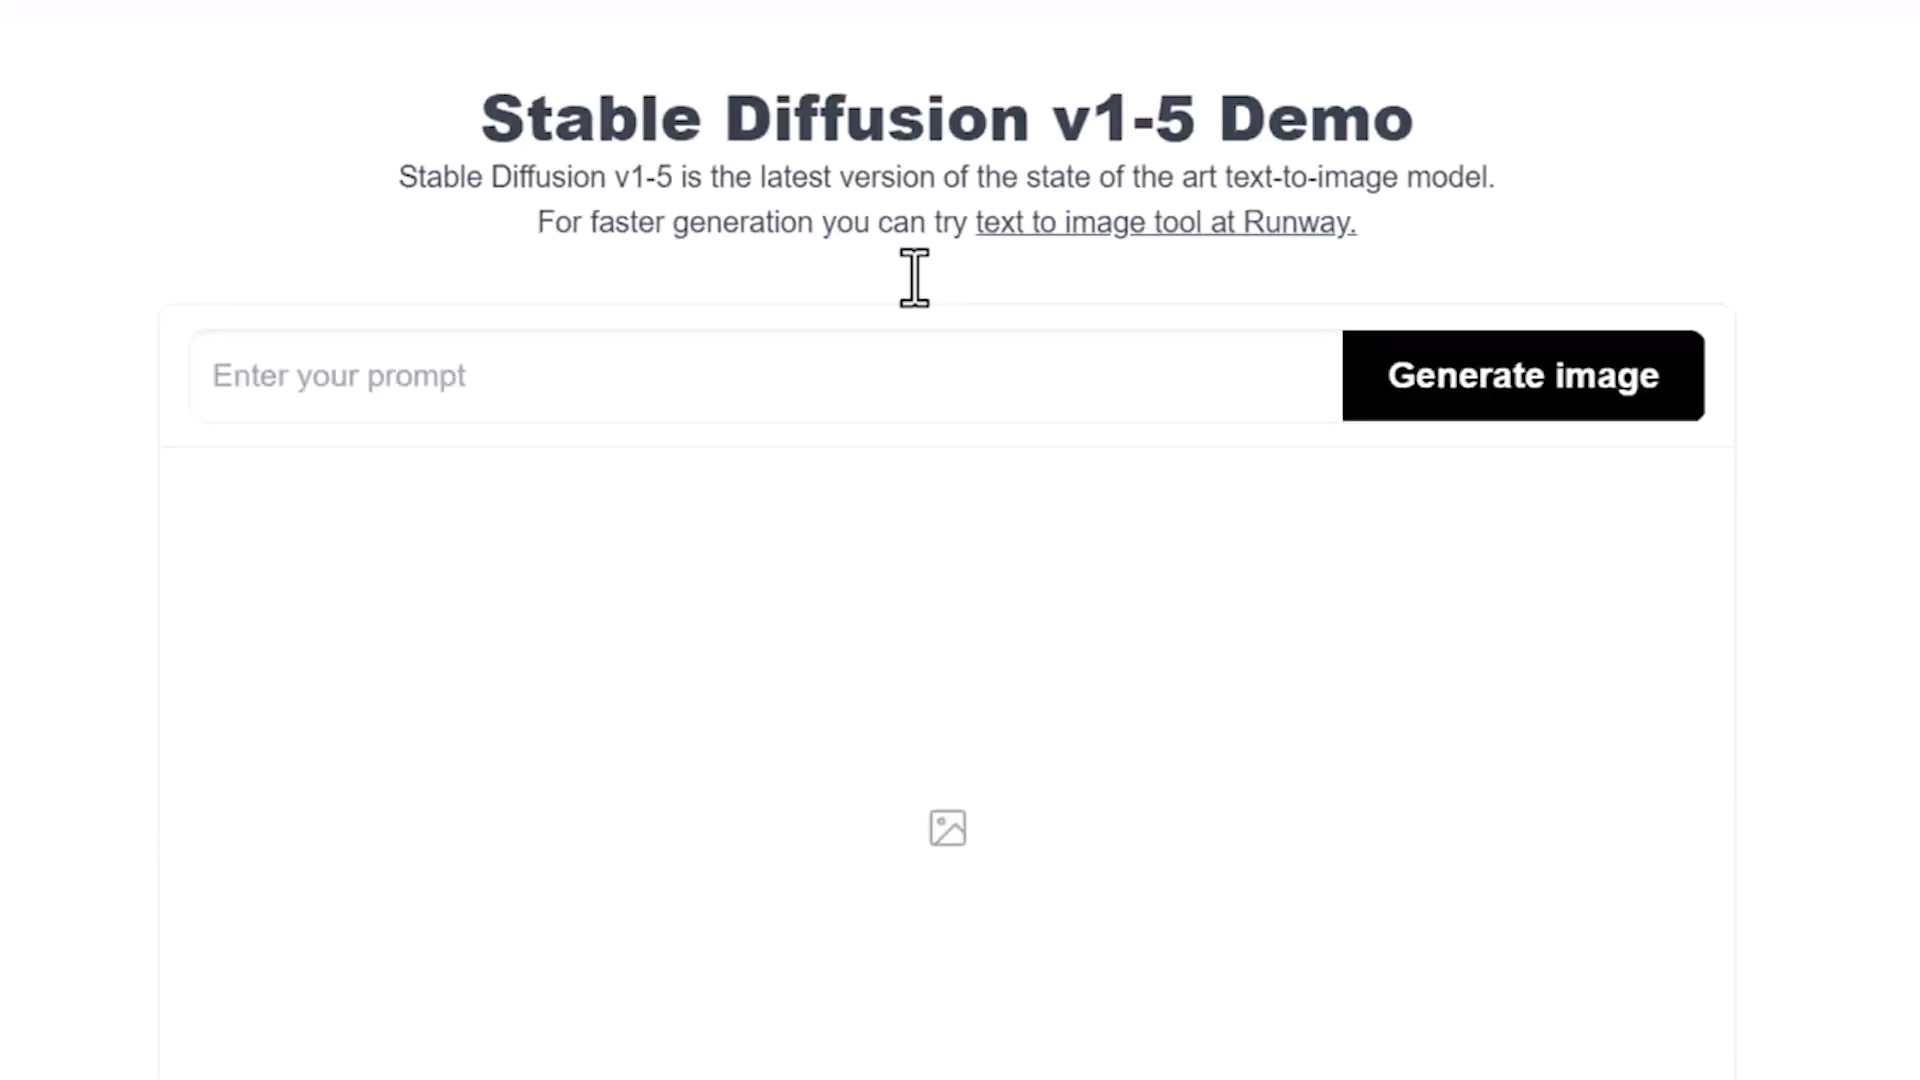 Stable Diffusion v1-5 Demo
Stable Diffusion v1-5 is the latest version of the state of the art text-to-image model.
For faster generation you can try text to image tool at Runway.
Enter your prompt
Generate image